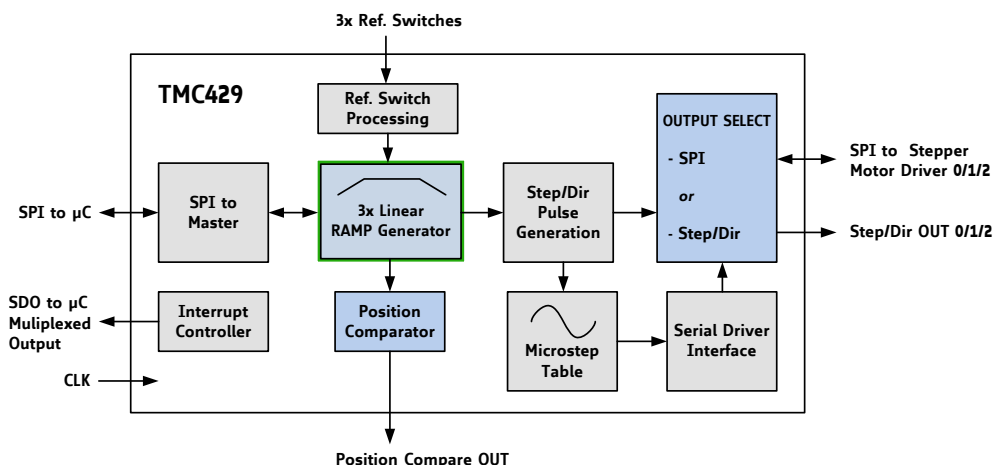 3x Ref. Switches
TMC429
Ref. Switch
Processing
OUTPUT SELECT
- SPI
or
- Step/Dir
SPI to
Master
3x Linear
RAMP Generator
Step/Dir
Pulse
Generation
SPI to µC
SPI to Stepper
Motor Driver 0/1/2
Step/Dir OUT 0/1/2
SDO to µC
Muliplexed
Output
Interrupt
Controller
Position
Comparator
Microstep
Table
Serial Driver
Interface
CLK
Position Compare OUT